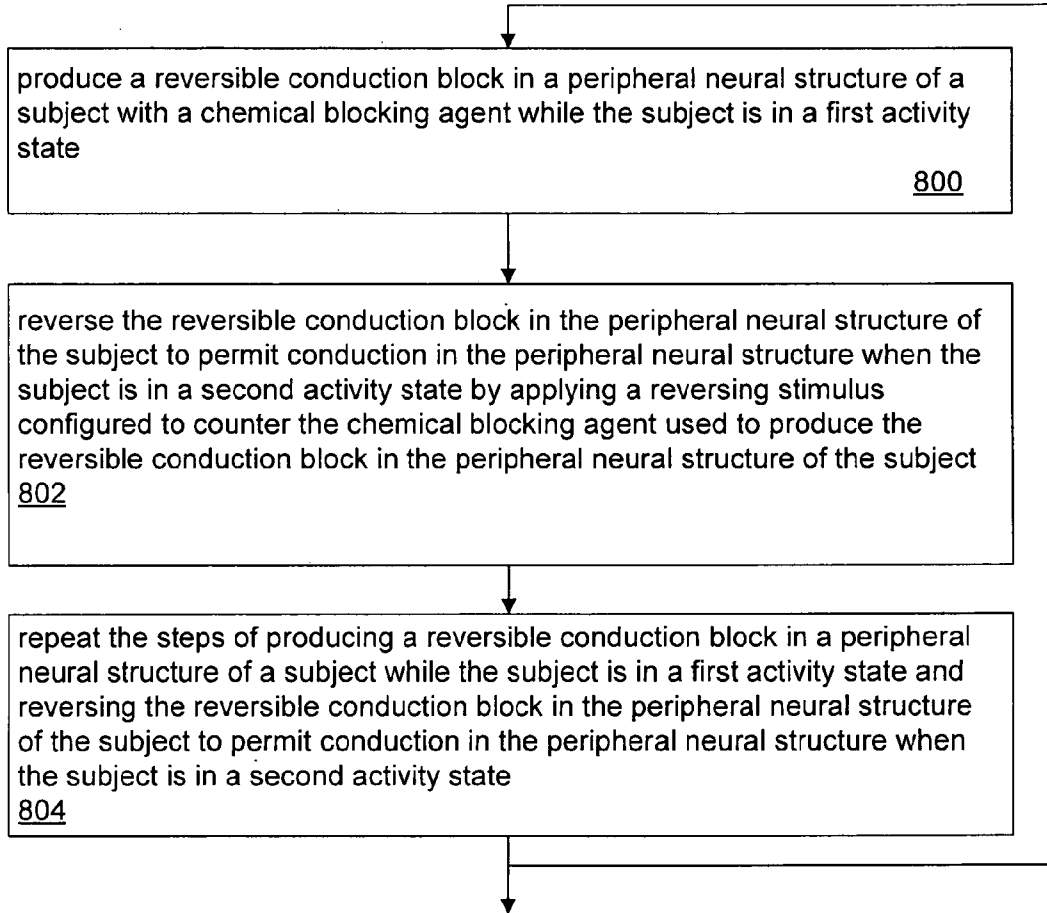 produce a reversible conduction block in a peripheral neural structure of a
subject with a chemical blocking agent while the subject is in a first activity
state
800
reverse the reversible conduction block in the peripheral neural structure of
the subject to permit conduction in the peripheral neural structure when the
subject is in a second activity state by applying a reversing stimulus
configured to counter the chemical blocking agent used to produce the
reversible conduction block in the peripheral neural structure of the subject
802
repeat the steps of producing a reversible conduction block in a peripheral
neural structure of a subject while the subject is in a first activity state and
reversing the reversible conduction block in the peripheral neural structure
of the subject to permit conduction in the peripheral neural structure when
the subject is in a second activity state
804